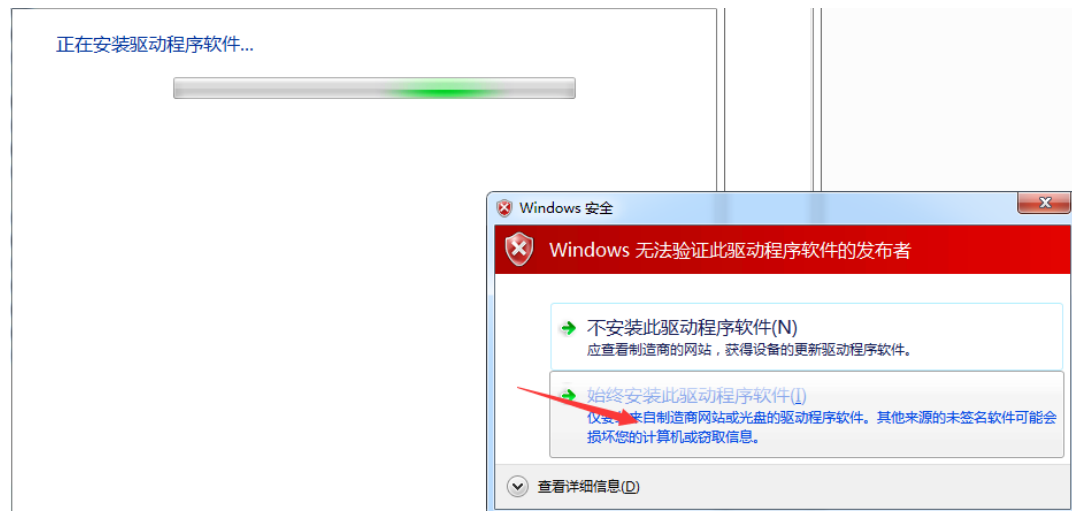 正在安装驱动程序软件...
Windows 安全
Windows 无法验证此驱动程序软件的发布者
不安装此驱动程序软件(N)
应查看制造商的网站，获得设备的更新驱动程序软件。
始终安装此驱动程序软件(I)
仅 来自制造商网站或光盘的驱动程序软件。其他来源的未签名软件可能会
损坏您的计算机或窃取信息。
查看详细信息(D)